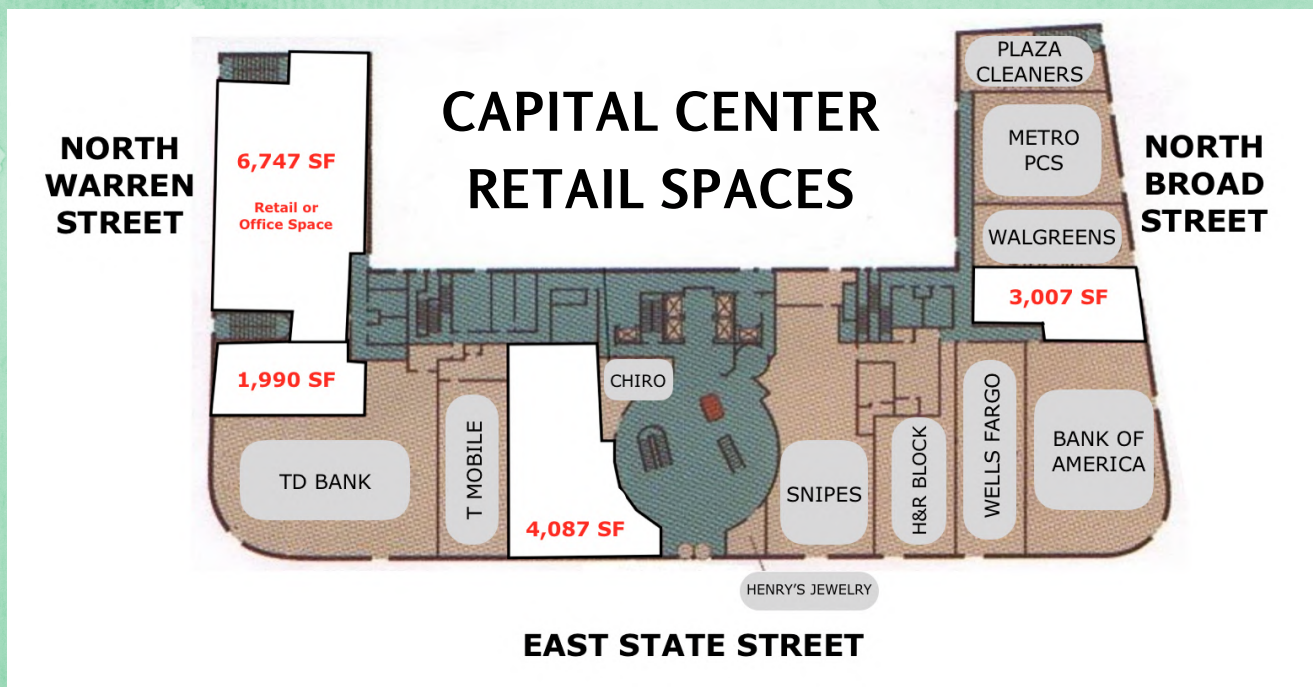 CAPITAL CENTER
RETAIL SPACES
NORTH
WARREN
STREET
6,747 SF
Retail or
Office Space
1,990 SF
TD BANK
T MOBILE
4,087 SF
CHIRO
HENRY'S JEWELRY
SNIPES
H&R BLOCK
WELLS FARGO
BANK OF
AMERICA
3,007 SF
WALGREENS
METRO
PCS
PLAZA
CLEANERS
NORTH
BROAD
STREET
EAST STATE STREET